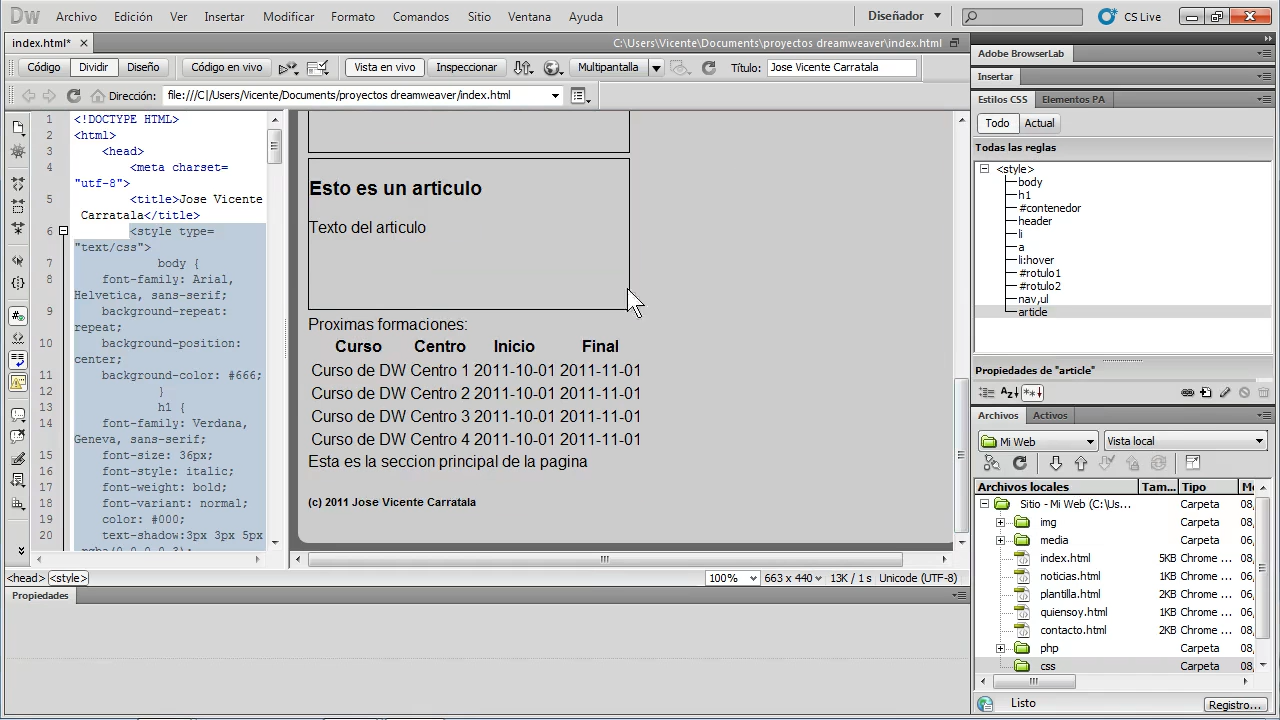 Dw Archivo Edición Ver Insertar Modificar Formato Comandos Sitio Ventana Ayuda Diseñador CS Live
index.html* C:\Users\Vicente\Documents\proyectos dreamweaver\index.html
Código Dividir Diseño Código en vivo Vista en vivo Inspeccionar Multipantalla Título: Jose Vicente Carratala
Dirección: file:///C|/Users/Vicente/Documents/proyectos dreamweaver/index.html
1 <!DOCTYPE HTML>
2 <html>
3 <head>
4 <meta charset=
"utf-8">
5 <title>Jose Vicente
Carratala</title>
6 <style type=
"text/css">
7 body {
8 font-family: Arial,
Helvetica, sans-serif;
9 background-repeat:
repeat;
10 background-position:
center;
11 background-color: #666;
12 }
13 h1 {
14 font-family: Verdana,
Geneva, sans-serif;
15 font-size: 36px;
16 font-style: italic;
17 font-weight: bold;
18 font-variant: normal;
19 color: #000;
20 text-shadow:3px 3px 5px
Esto es un articulo
Texto del articulo
Proximas formaciones:
Curso Centro Inicio Final
Curso de DW Centro 1 2011-10-01 2011-11-01
Curso de DW Centro 2 2011-10-01 2011-11-01
Curso de DW Centro 3 2011-10-01 2011-11-01
Curso de DW Centro 4 2011-10-01 2011-11-01
Esta es la seccion principal de la pagina
(c) 2011 Jose Vicente Carratala
<head> <style> 100% 663 x 440 13K / 1 s Unicode (UTF-8)
Propiedades
Adobe BrowserLab
Insertar
Estilos CSS Elementos PA
Todo Actual
Todas las reglas
<style>
body
h1
#contenedor
header
li
a
li:hover
#rotulo1
#rotulo2
nav,ul
article
Propiedades de "article"
Archivos Activos
Mi Web Vista local
Archivos locales Tam... Tipo
Sitio - Mi Web (C:\Us... Carpeta 08,
img Carpeta 08,
media Carpeta 08,
index.html 5KB Chrome ... 08,
noticias.html 1KB Chrome ... 06,
plantilla.html 2KB Chrome ... 06,
quiensoy.html 1KB Chrome ... 06,
contacto.html 2KB Chrome ... 08,
php Carpeta 08,
css Carpeta 08,
Listo Registro...